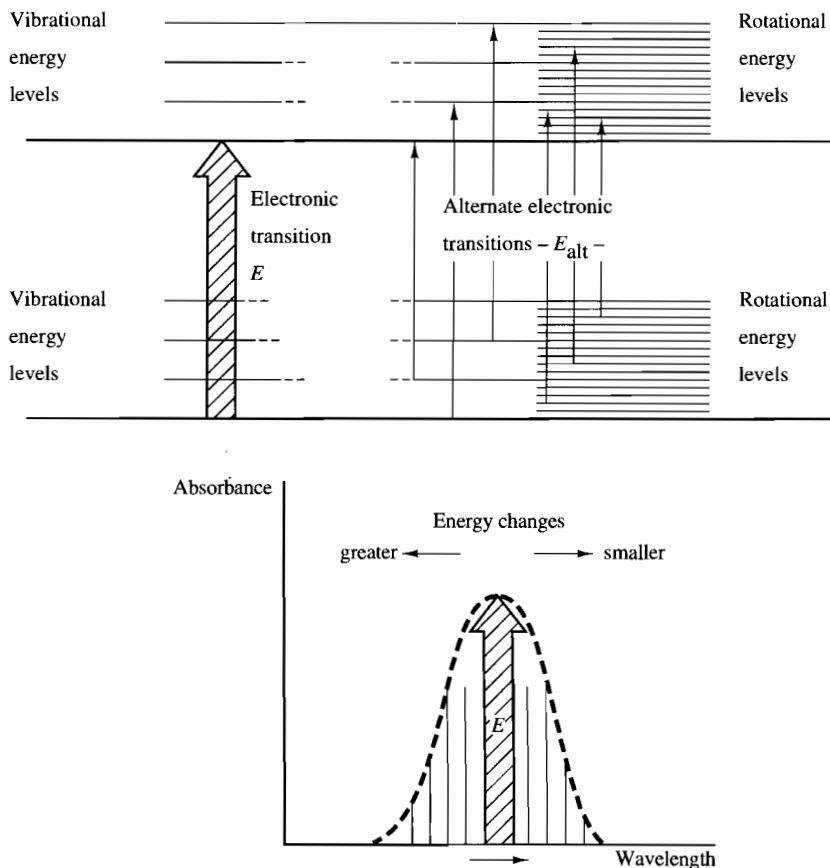 Vibrational
energy
levels
Rotational
energy
levels
Electronic
transition
E
Alternate electronic
transitions – Ealt –
Vibrational
energy
levels
Rotational
energy
levels
Absorbance
Energy changes
greater
smaller
E
Wavelength